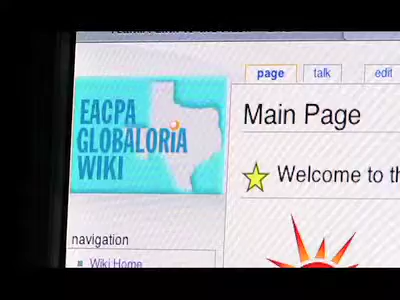 page talk edit
EACPA
GLOBALORIA
WIKI
Main Page
Welcome to th
navigation
Wiki Home